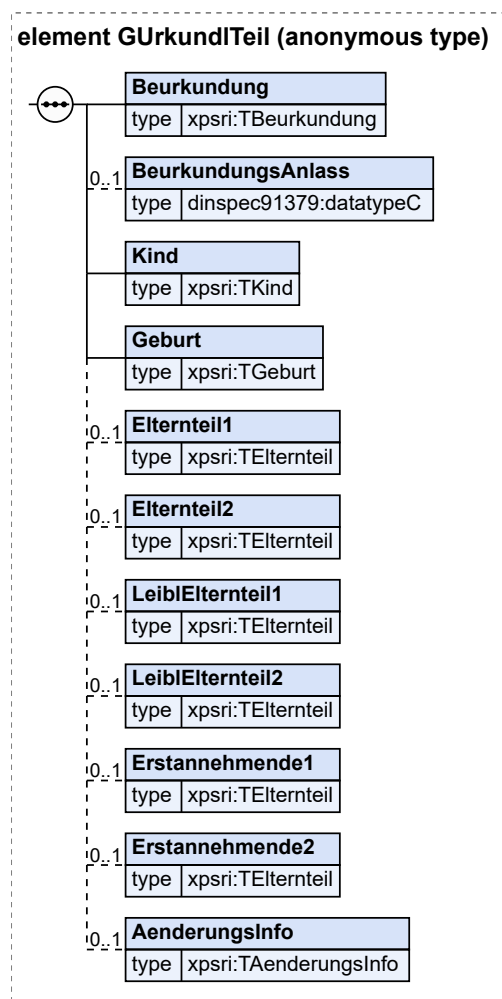 element GUrkundlTeil (anonymous type)
Beurkundung
type xpsri:TBeurkundung
0..1 BeurkundungsAnlass
type dinspec91379:datatypeC
Kind
type xpsri:TKind
Geburt
type xpsri:TGeburt
0..1 Elternteil1
type xpsri:TElternteil
0..1 Elternteil2
type xpsri:TElternteil
0..1 LeiblElternteil1
type xpsri:TElternteil
0..1 LeiblElternteil2
type xpsri:TElternteil
0..1 Erstannehmende1
type xpsri:TElternteil
0..1 Erstannehmende2
type xpsri:TElternteil
0..1 AenderungsInfo
type xpsri:TAenderungsInfo